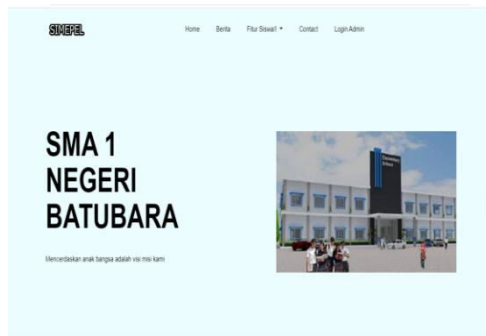 SIMEPEL
Home Berita Fitur Siswa/I Contact Login Admin
SMA 1
NEGERI
BATUBARA
Mencerdaskan anak bangsa adalah visi misi kami